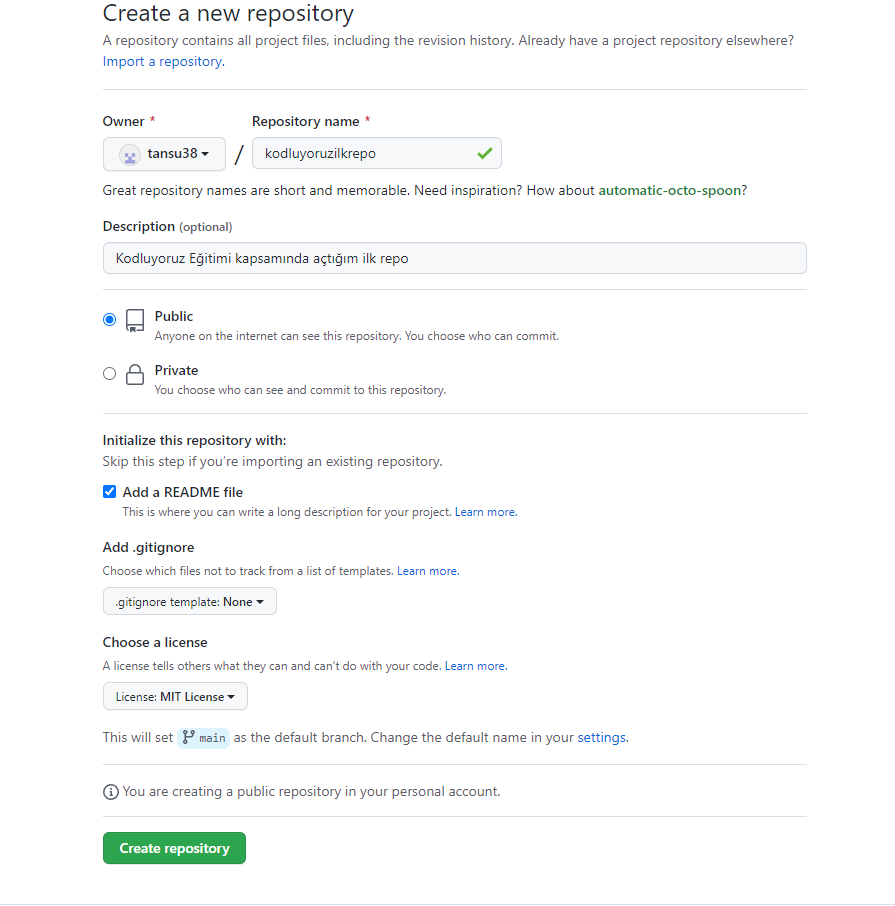 Create a new repository
A repository contains all project files, including the revision history. Already have a project repository elsewhere?
Import a repository.
Owner * Repository name *
tansu38 / kodluyoruzilkrepo
Great repository names are short and memorable. Need inspiration? How about automatic-octo-spoon?
Description (optional)
Kodluyoruz Eğitimi kapsamında açtığım ilk repo
Public
Anyone on the internet can see this repository. You choose who can commit.
Private
You choose who can see and commit to this repository.
Initialize this repository with:
Skip this step if you’re importing an existing repository.
Add a README file
This is where you can write a long description for your project. Learn more.
Add .gitignore
Choose which files not to track from a list of templates. Learn more.
.gitignore template: None
Choose a license
A license tells others what they can and can't do with your code. Learn more.
License: MIT License
This will set main as the default branch. Change the default name in your settings.
You are creating a public repository in your personal account.
Create repository